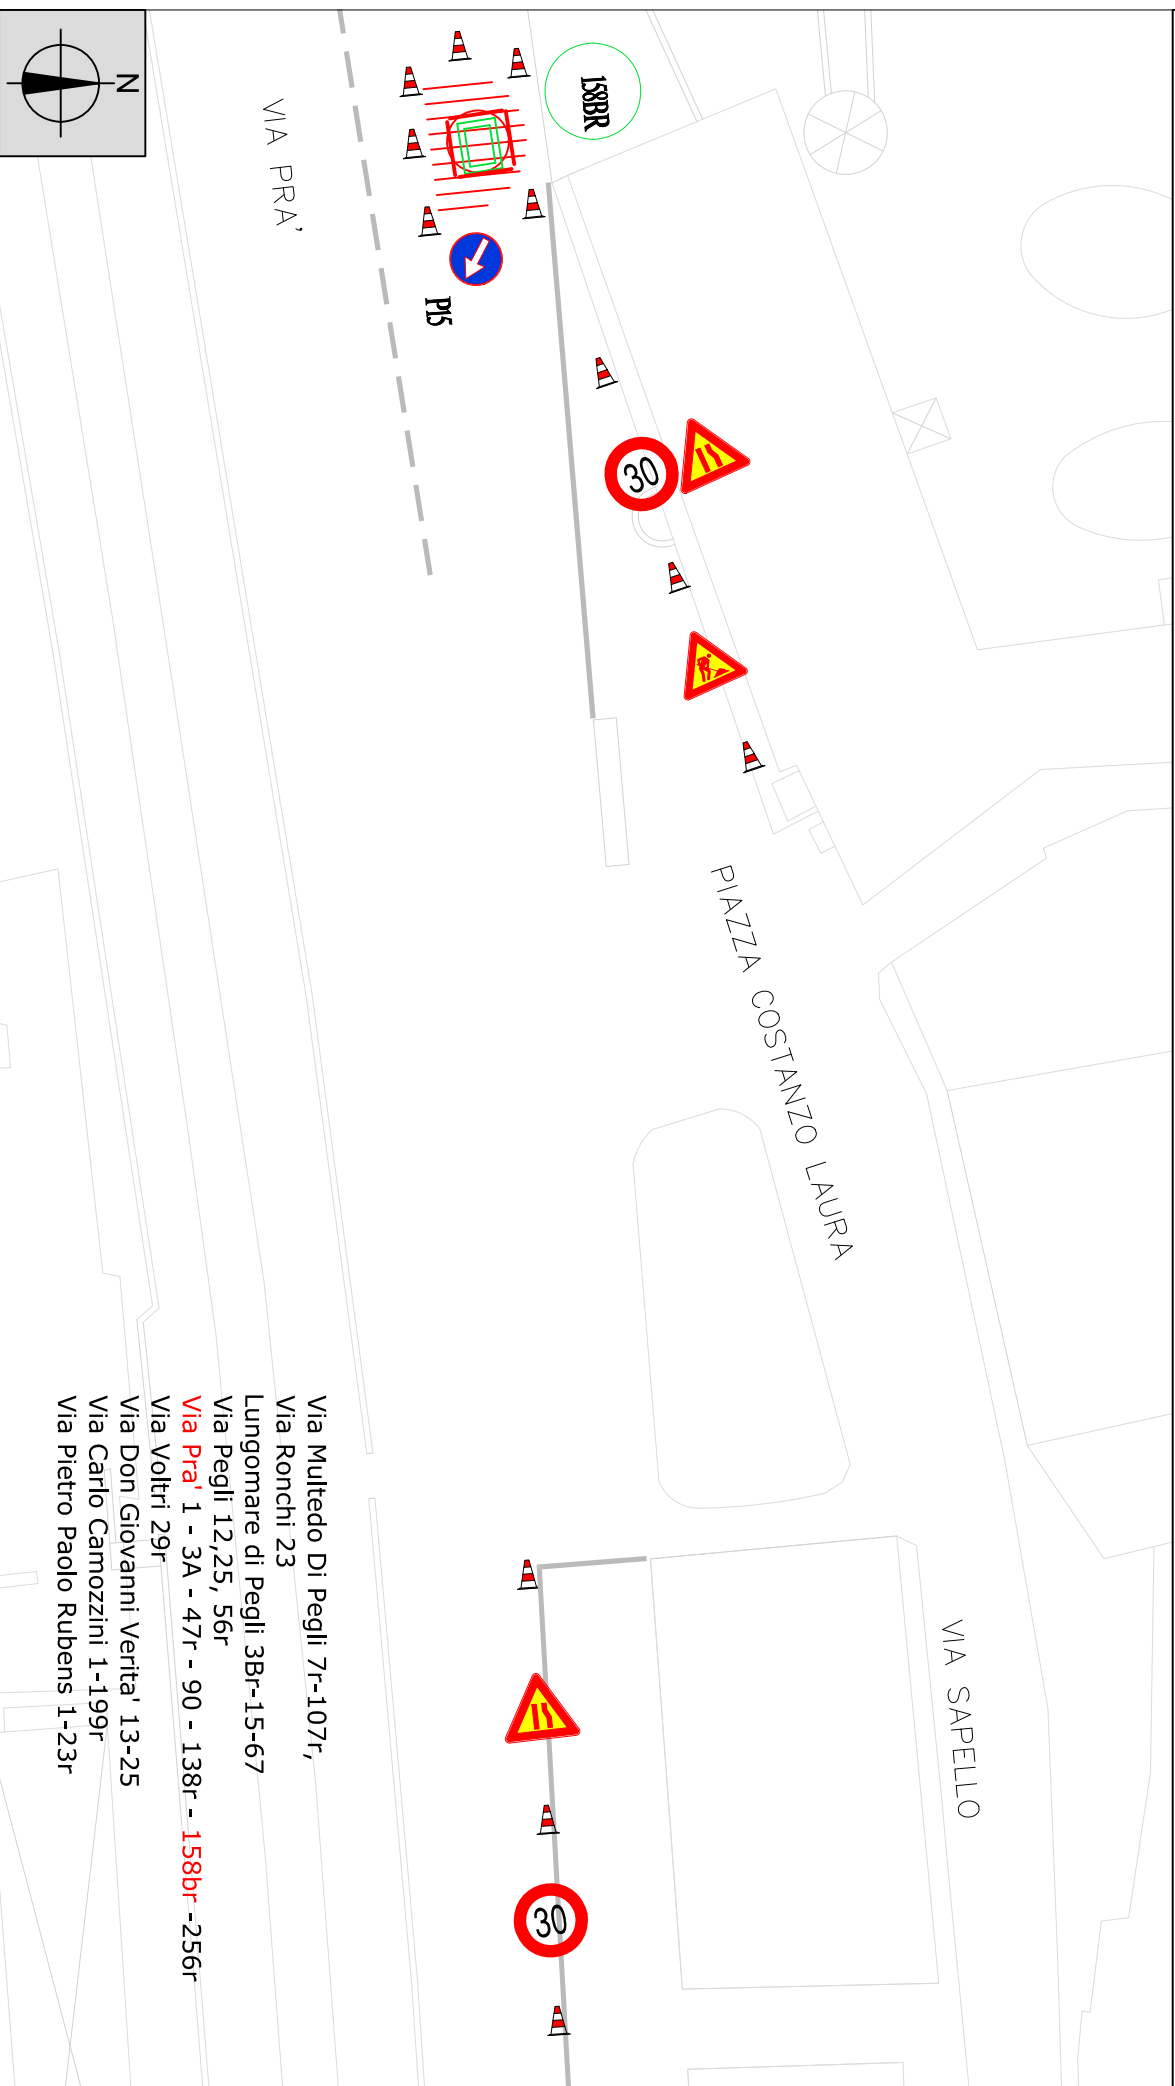 N
VIA PRA'
158BR
P15
30
PIAZZA COSTANZO LAURA
VIA SAPELLO
30
Via Multedo Di Pegli 7r-107r,
Via Ronchi 23
Lungomare di Pegli 3Br-15-67
Via Pegli 12,25, 56r
Via Pra' 1 - 3A - 47r - 90 - 138r - 158br -256r
Via Voltri 29r
Via Don Giovanni Verita' 13-25
Via Carlo Camozzini 1-199r
Via Pietro Paolo Rubens 1-23r